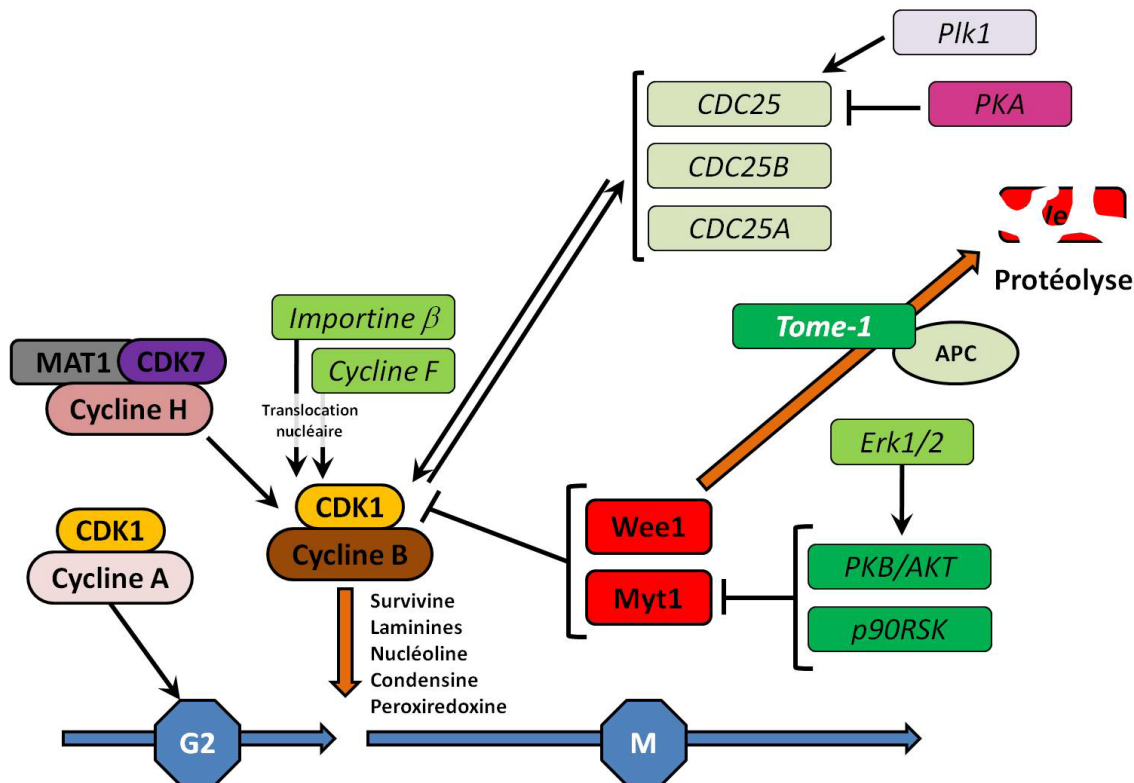 Plk1
CDC25
PKA
CDC25B
CDC25A
Protéolyse
Importine β
Tome-1
APC
MAT1
CDK7
Cycline F
Cycline H
Translocation
nucléaire
Erk1/2
CDK1
Wee1
CDK1
Cycline B
PKB/AKT
Cycline A
Myt1
p90RSK
Survivine
Laminines
Nucléoline
Condensine
Peroxiredoxine
G2
M